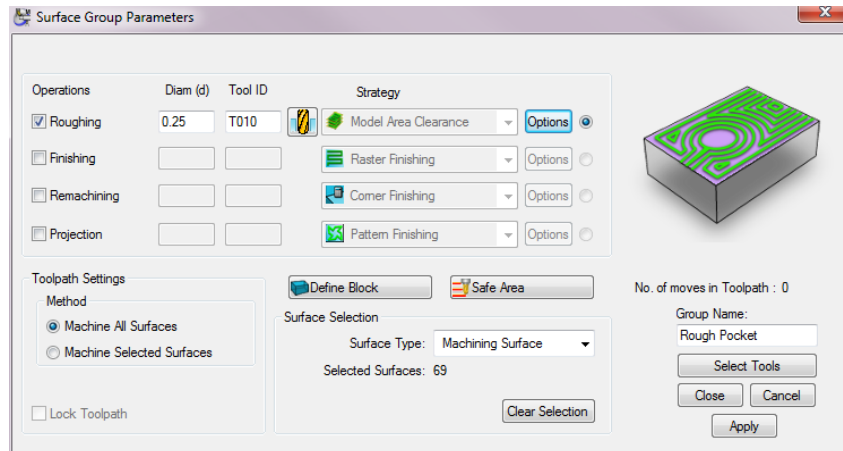 Surface Group Parameters
Operations Diam (d) Tool ID Strategy
Roughing 0.25 T010 Model Area Clearance Options
Finishing Raster Finishing Options
Remachining Corner Finishing Options
Projection Pattern Finishing Options
Toolpath Settings
Method
Machine All Surfaces
Machine Selected Surfaces
Lock Toolpath
Define Block Safe Area
Surface Selection
Surface Type: Machining Surface
Selected Surfaces: 69
Clear Selection
No. of moves in Toolpath : 0
Group Name:
Rough Pocket
Select Tools
Close Cancel
Apply